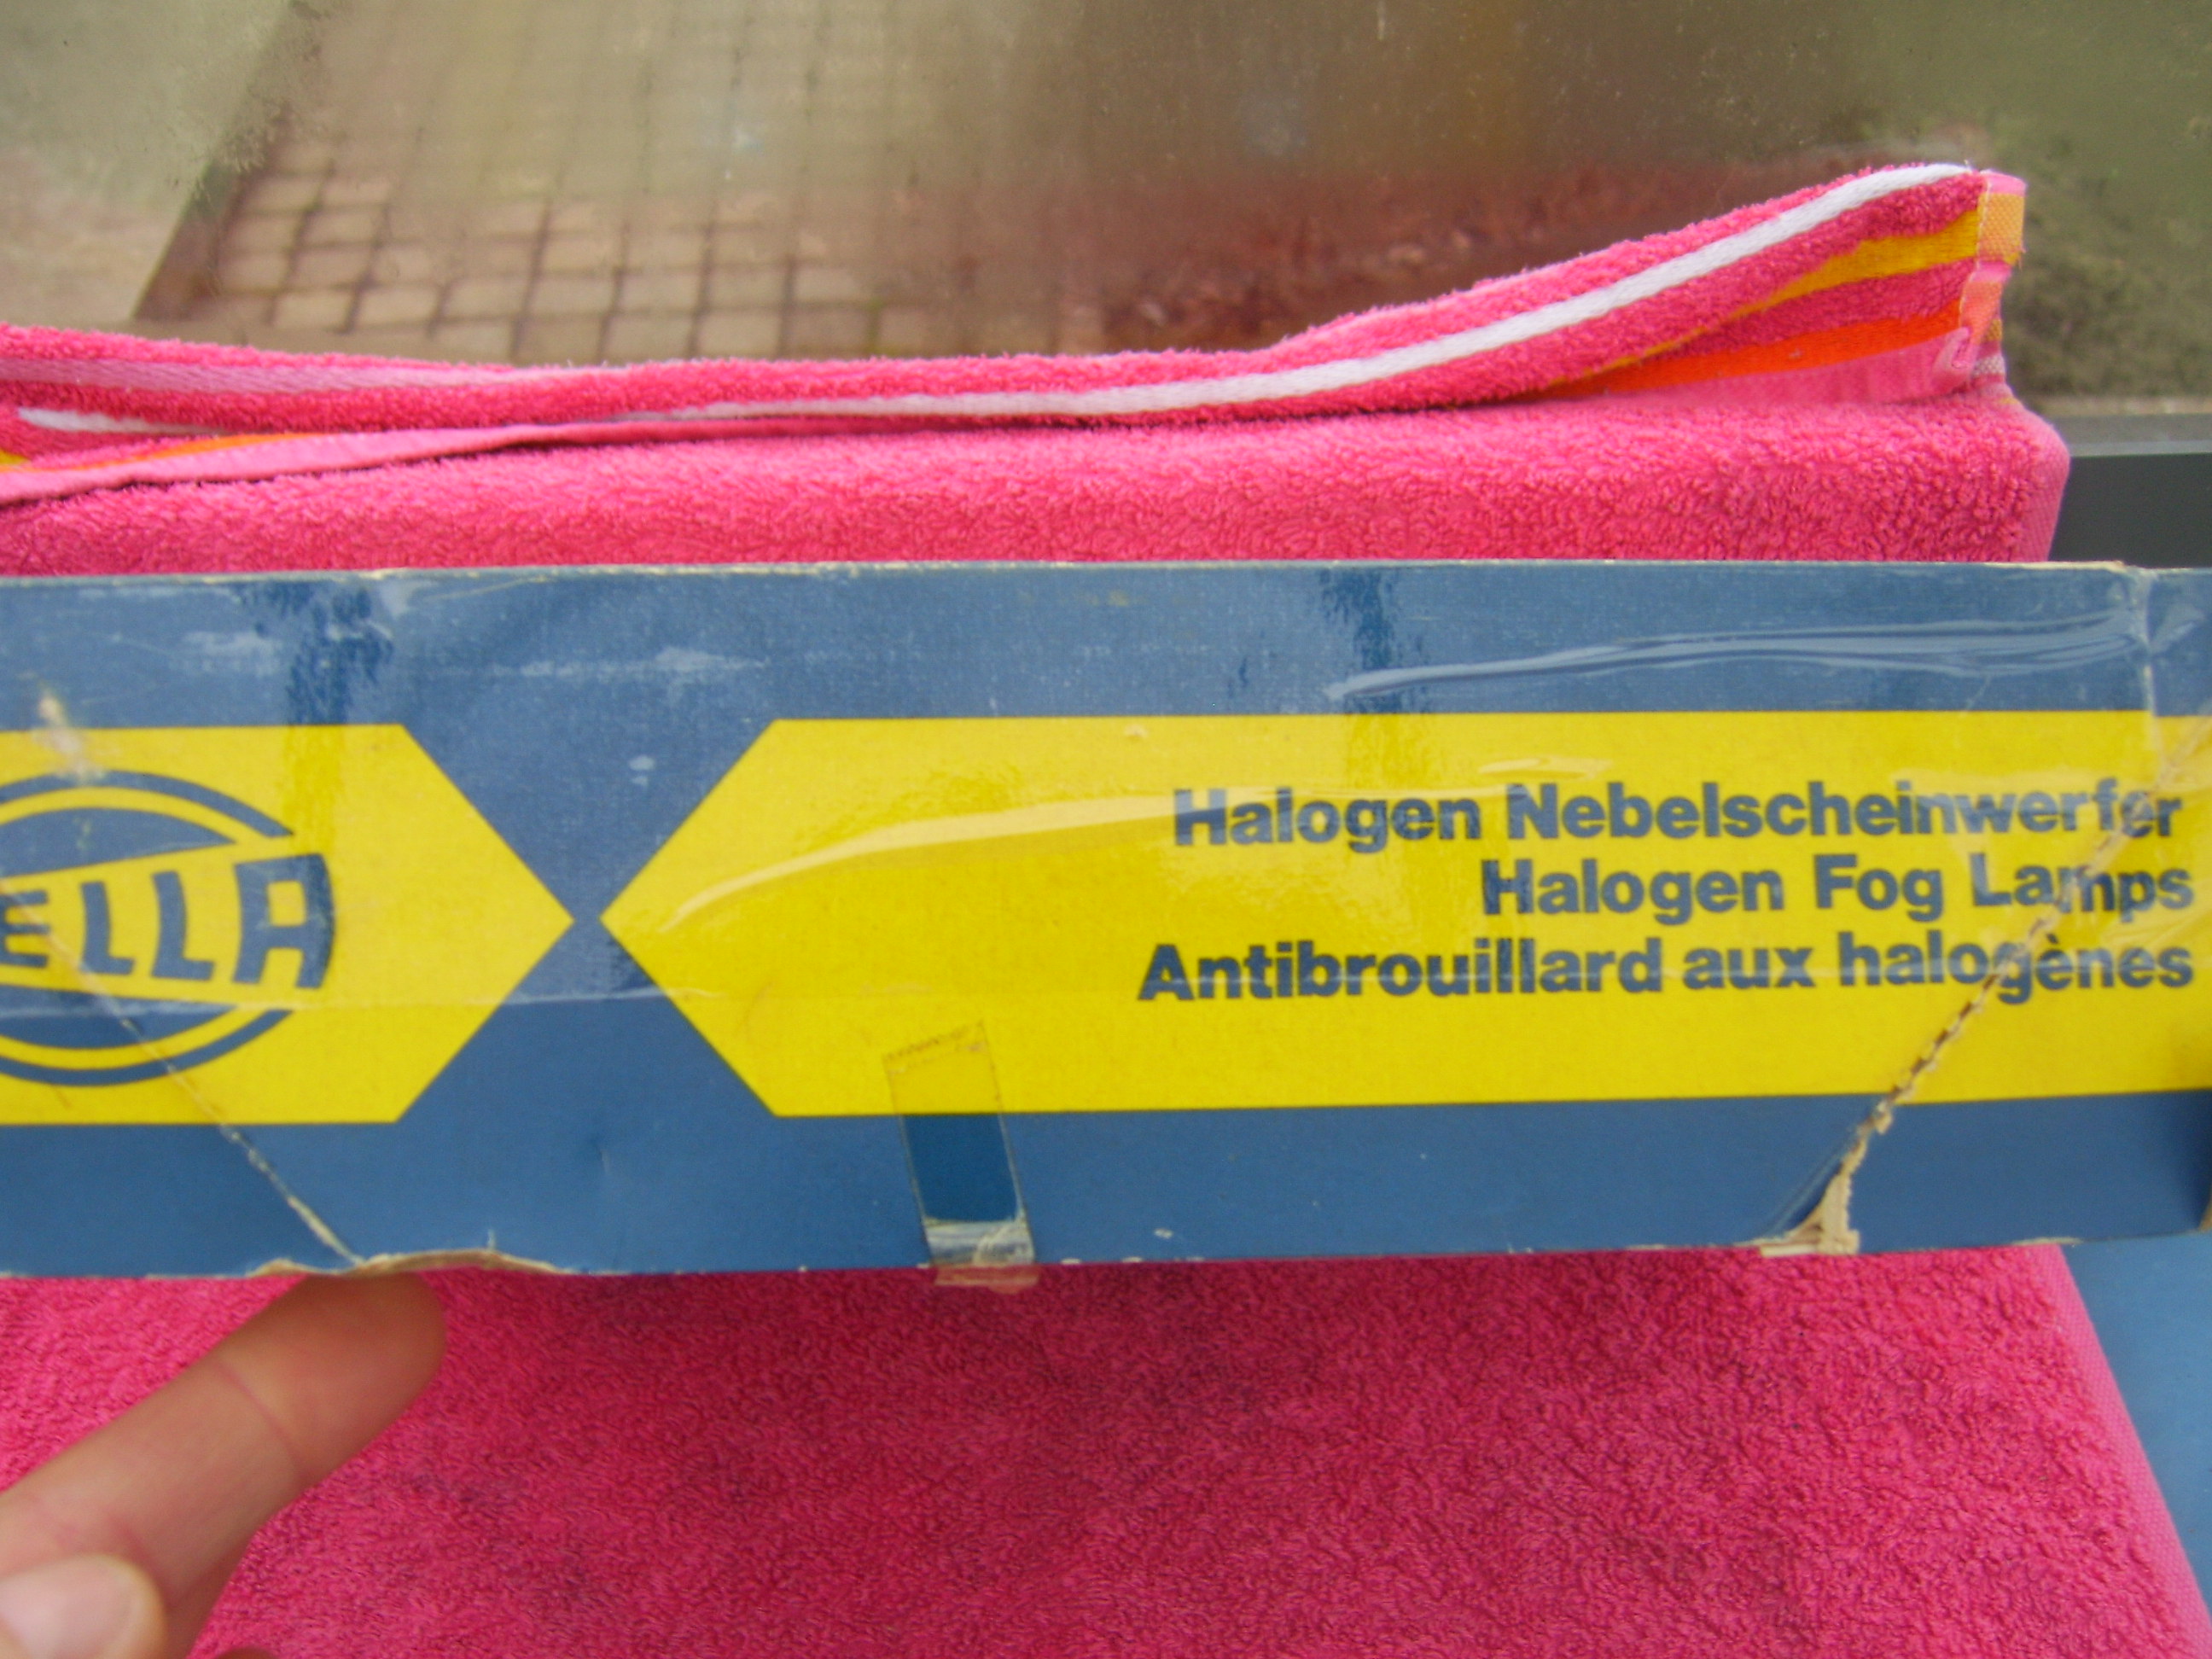 ELLA
Halogen Nebelscheinwerfer
Halogen Fog Lamps
Antibrouillard aux halogènes